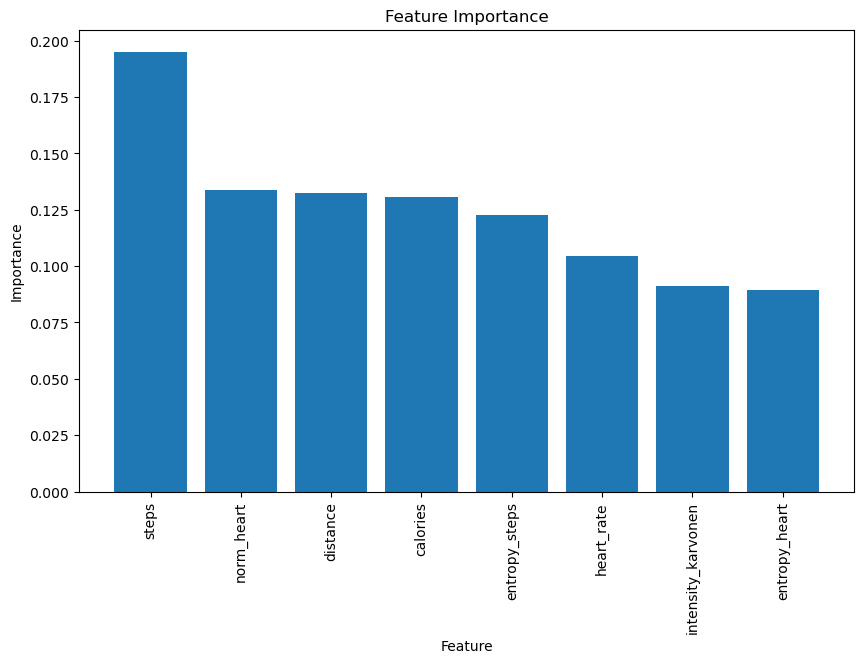 Feature Importance
Importance
0.200
0.175
0.150
0.125
0.100
0.075
0.050
0.025
0.000
steps
norm_heart
distance
calories
entropy_steps
heart_rate
intensity_karvonen
entropy_heart
Feature